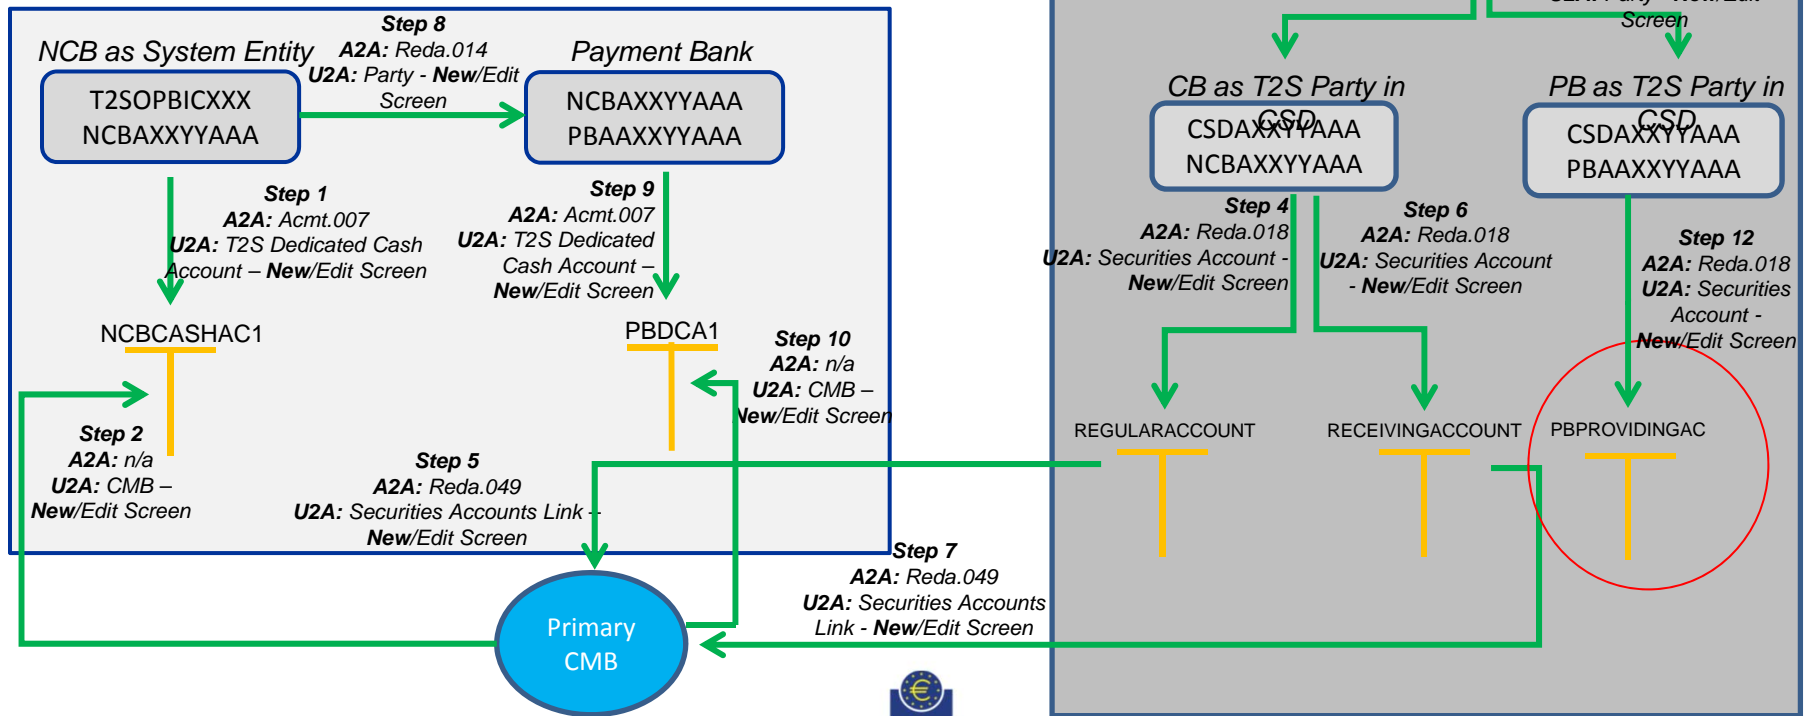 Step 8
A2A: Reda.014
U2A: Party - New/Edit
Screen
NCB as System Entity
Payment Bank
T2SOPBICXXX
NCBAXXYYAAA
NCBAXXYYAAA
PBAAXXYYAAA
Step 1
A2A: Acmt.007
U2A: T2S Dedicated Cash
Account – New/Edit Screen
Step 9
A2A: Acmt.007
U2A: T2S Dedicated
Cash Account –
New/Edit Screen
NCBCASHAC1
PBDCA1
Step 10
A2A: n/a
U2A: CMB –
New/Edit Screen
Step 2
A2A: n/a
U2A: CMB –
New/Edit Screen
Step 5
A2A: Reda.049
U2A: Securities Accounts Link –
New/Edit Screen
Primary
CMB
Step 7
A2A: Reda.049
U2A: Securities Accounts
Link - New/Edit Screen
U2A: Party - New/Edit
Screen
CB as T2S Party in
CSD
CSDAXXYYAAA
NCBAXXYYAAA
PB as T2S Party in
CSD
CSDAXXYYAAA
PBAAXXYYAAA
Step 4
A2A: Reda.018
U2A: Securities Account -
New/Edit Screen
Step 6
A2A: Reda.018
U2A: Securities Account
- New/Edit Screen
Step 12
A2A: Reda.018
U2A: Securities
Account -
New/Edit Screen
REGULARACCOUNT
RECEIVINGACCOUNT
PBPROVIDINGAC